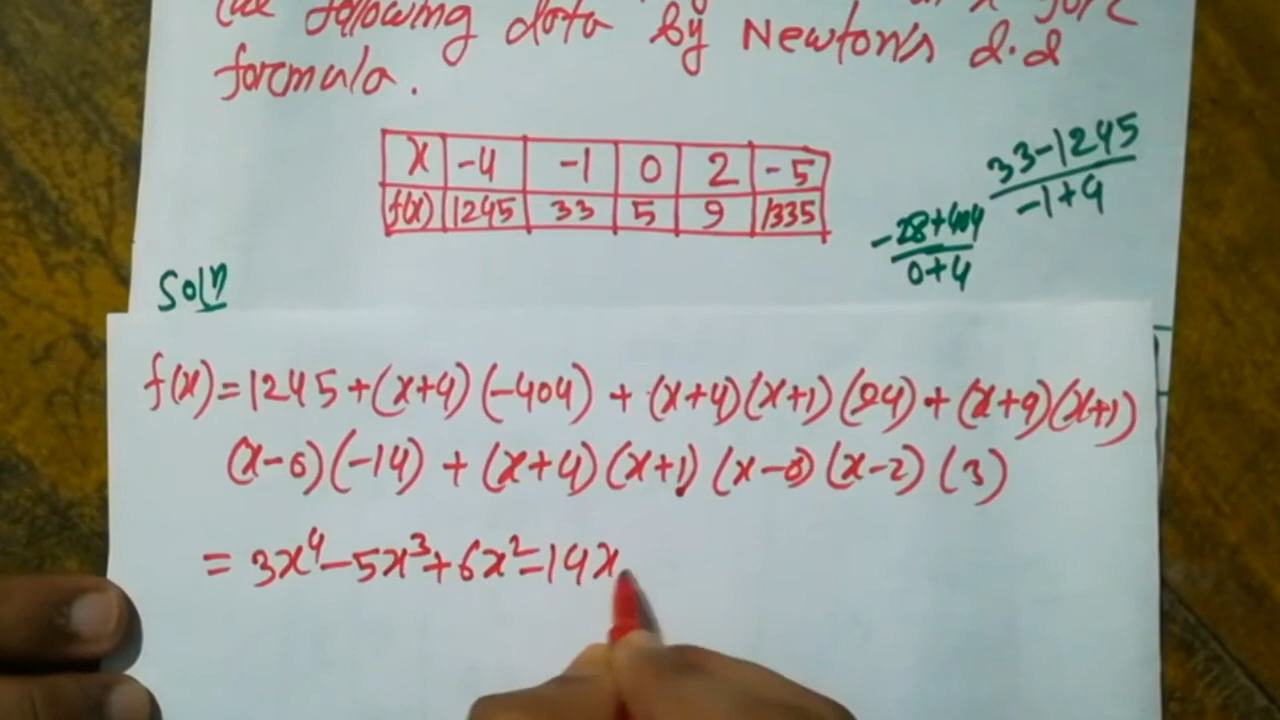 the following data by Newton's d.d
formula.
x -4 -1 0 2 -5
f(x) 1245 33 5 9 1335
33-1245
-1+4
-28+404
0+4
Solⁿ
f(x)=1245+(x+4)(-404)+(x+4)(x+1)(94)+(x+4)(x+1)
(x-0)(-14)+(x+4)(x+1)(x-0)(x-2)(3)
=3x⁴-5x³+6x²-14x